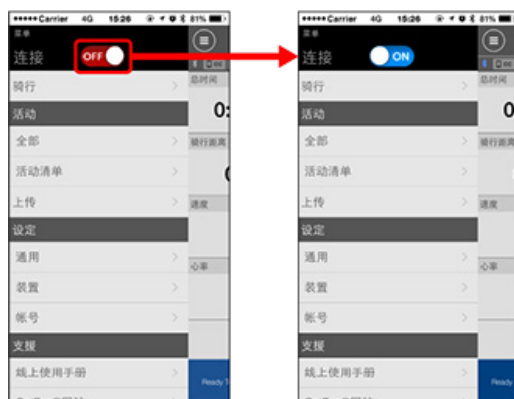 ●●●●●Carrier 4G 15:26 81%
菜单
连接 OFF
骑行
活动
全部
活动清单
上传
设定
通用
装置
帐号
支援
线上使用手册
总时间
0:
骑行距离
速度
心率
Ready T
●●●●●Carrier 4G 15:26 81%
菜单
连接 ON
骑行
活动
全部
活动清单
上传
设定
通用
装置
帐号
支援
线上使用手册
总时间
0
骑行距离
速度
心率
Ready